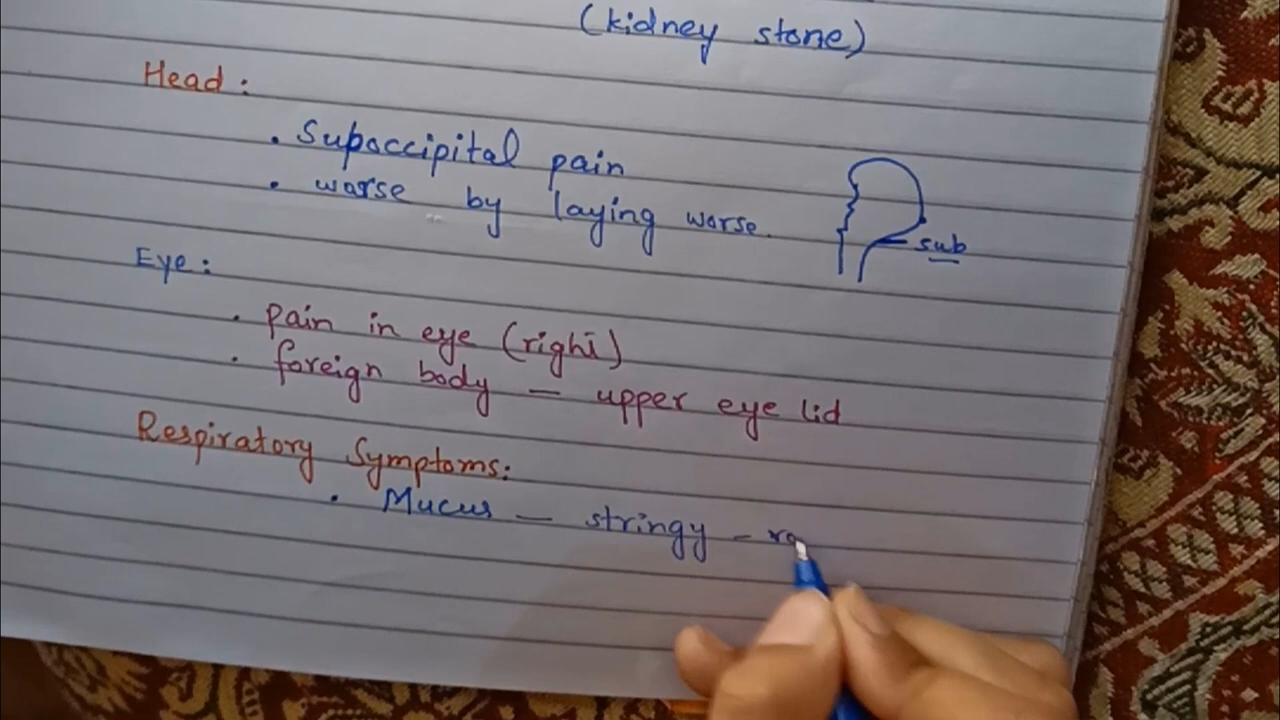 (kidney stone)
Head :
. Subaccipital pain
. worse by laying worse.
sub
Eye :
. pain in eye (right)
. foreign body — upper eye lid
Respiratory Symptoms:
. Mucus — stringy –